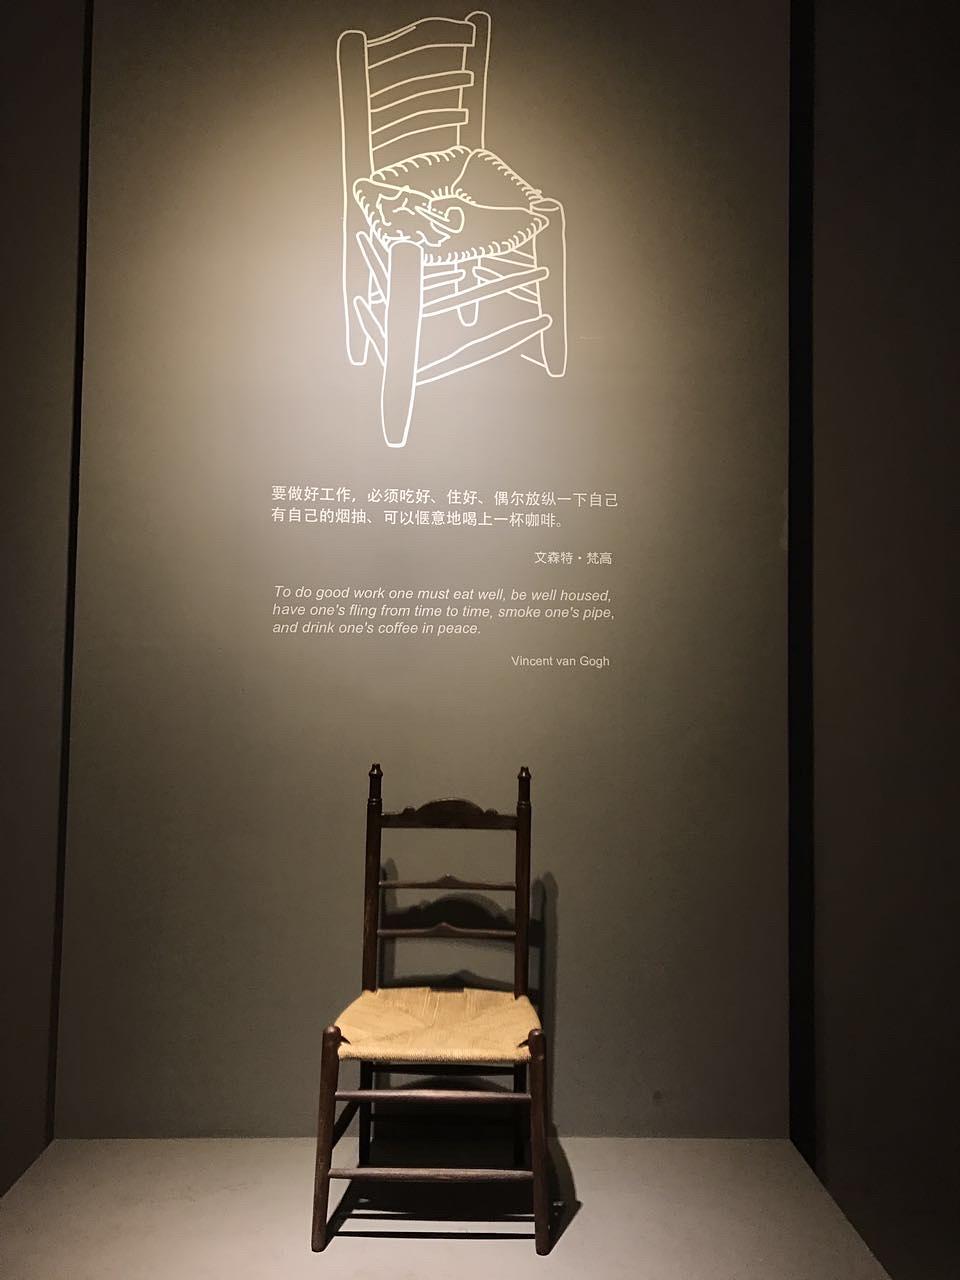 要做好工作，必须吃好、住好、偶尔放纵一下自己
有自己的烟抽、可以惬意地喝上一杯咖啡。
文森特·梵高
To do good work one must eat well, be well housed,
have one's fling from time to time, smoke one's pipe,
and drink one's coffee in peace.
Vincent van Gogh